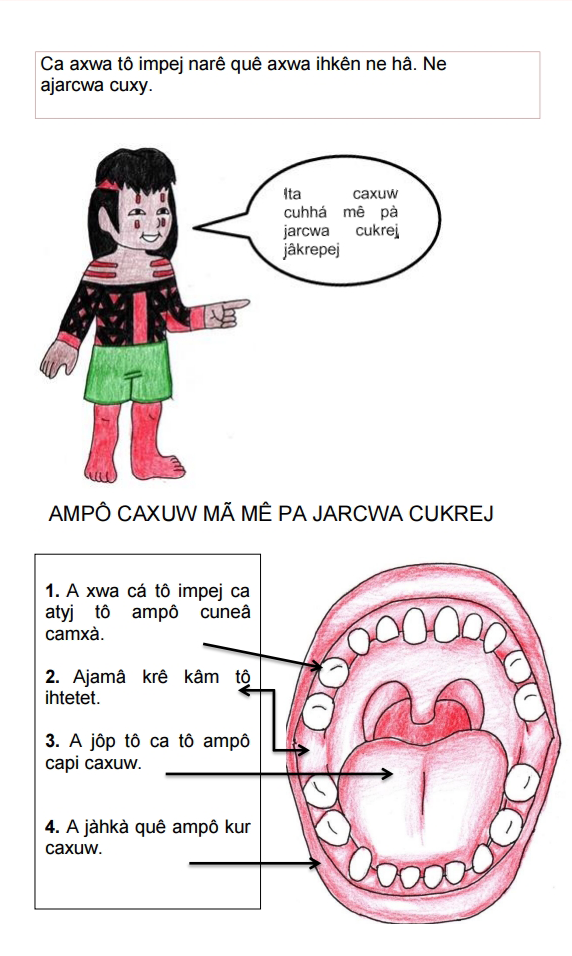 Ca axwa tô impej narê quê axwa ihkên ne hâ. Ne
ajarcwa cuxy.
Ita caxuw
cuhhá mê pà
jarcwa cukrej
jâkrepej
AMPÔ CAXUW MÃ MÊ PA JARCWA CUKREJ
1. A xwa cá tô impej ca
atyj tô ampô cuneâ
camxà.
2. Ajamâ krê kâm tô
ihtetet.
3. A jôp tô ca tô ampô
capi caxuw.
4. A jàhkà quê ampô kur
caxuw.